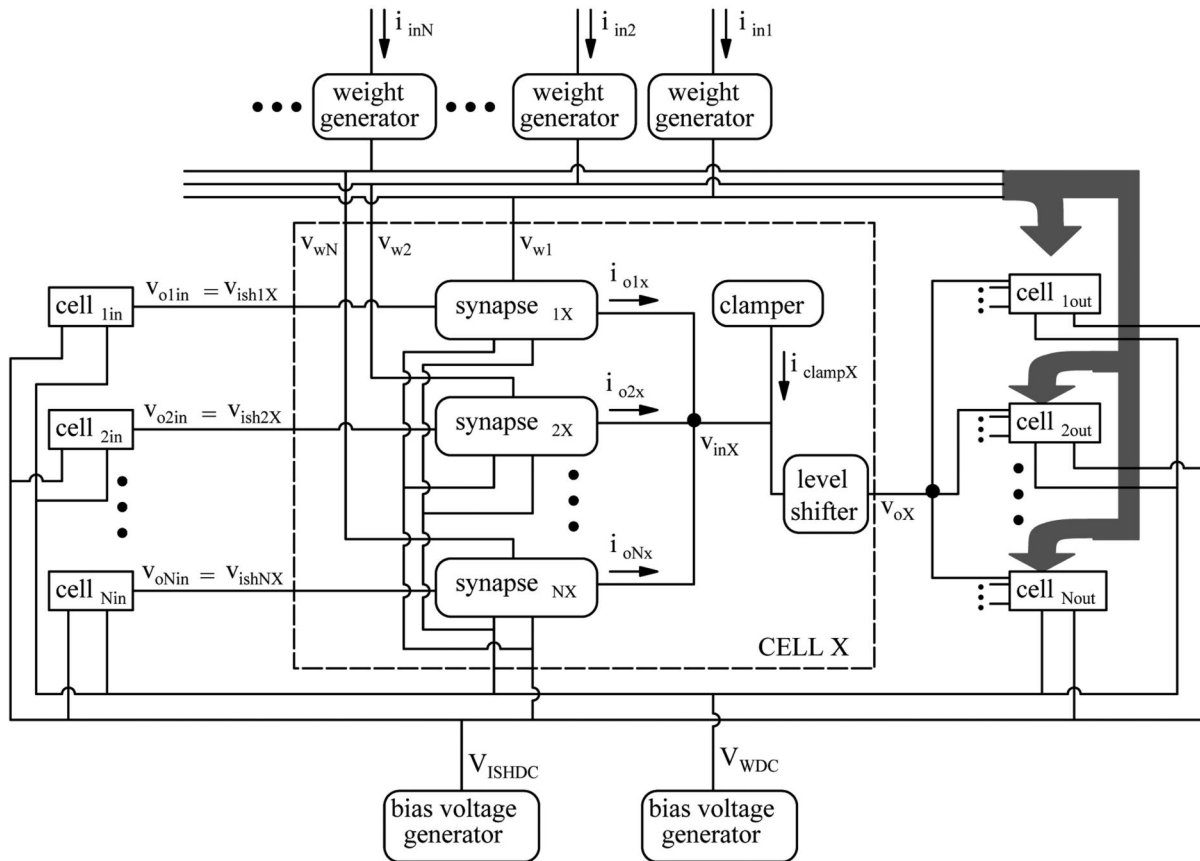 i inN
i in2
i in1
weight
generator
weight
generator
weight
generator
v wN
v w2
v w1
cell 1in
v o1in = v ish1X
synapse 1X
i o1x
clamper
cell 1out
i clampX
cell 2in
v o2in = v ish2X
synapse 2X
i o2x
v inX
cell 2out
level
shifter
v oX
cell Nin
v oNin = v ishNX
synapse NX
i oNx
cell Nout
CELL X
V ISHDC
V WDC
bias voltage
generator
bias voltage
generator